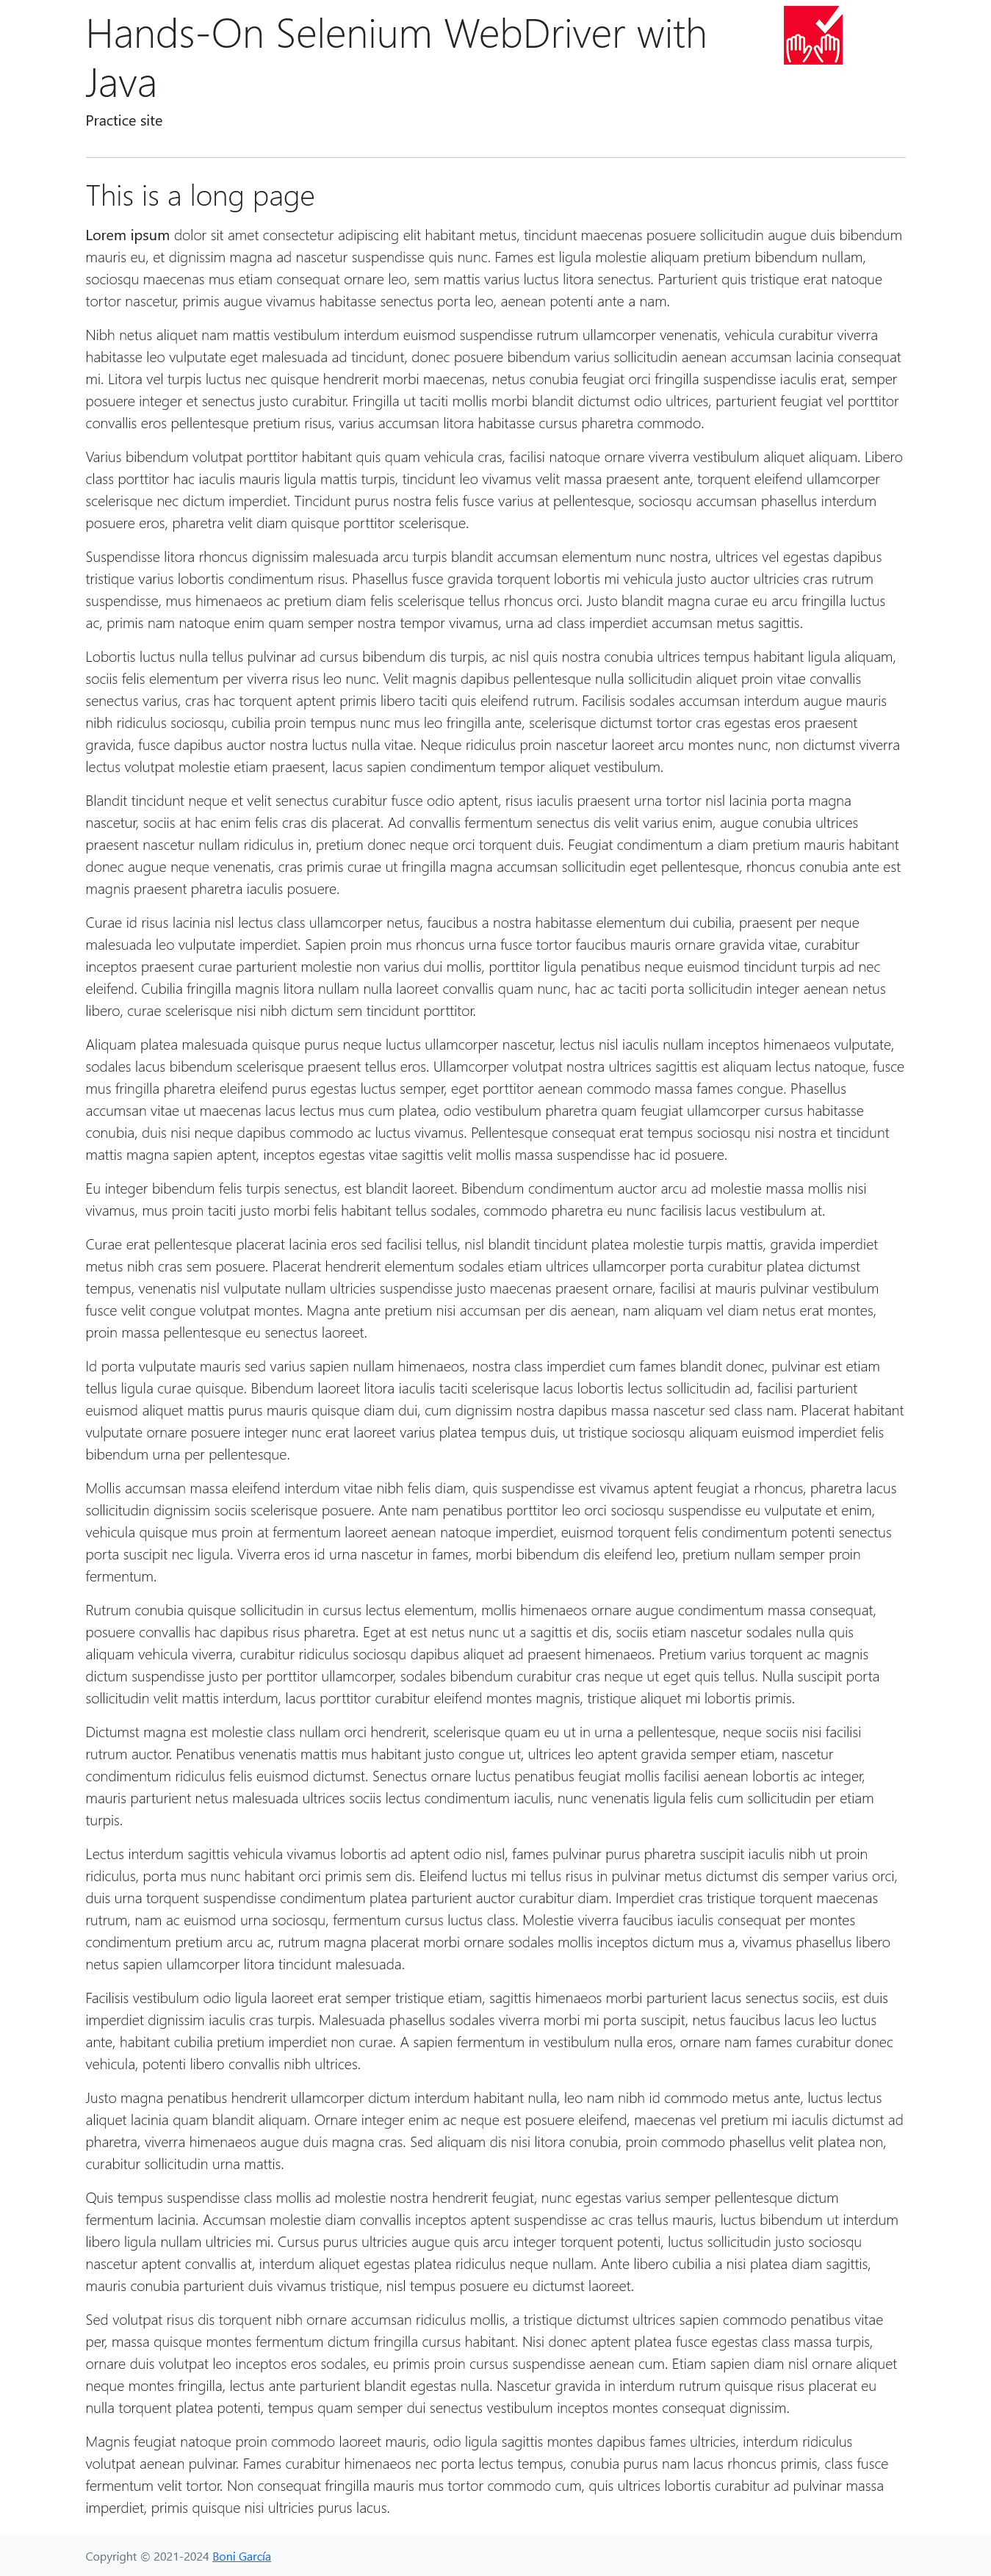 Hands-On Selenium WebDriver with
Java
Practice site
This is a long page
Lorem ipsum dolor sit amet consectetur adipiscing elit habitant metus, tincidunt maecenas posuere sollicitudin augue duis bibendum
mauris eu, et dignissim magna ad nascetur suspendisse quis nunc. Fames est ligula molestie aliquam pretium bibendum nullam,
sociosqu maecenas mus etiam consequat ornare leo, sem mattis varius luctus litora senectus. Parturient quis tristique erat natoque
tortor nascetur, primis augue vivamus habitasse senectus porta leo, aenean potenti ante a nam.
Nibh netus aliquet nam mattis vestibulum interdum euismod suspendisse rutrum ullamcorper venenatis, vehicula curabitur viverra
habitasse leo vulputate eget malesuada ad tincidunt, donec posuere bibendum varius sollicitudin aenean accumsan lacinia consequat
mi. Litora vel turpis luctus nec quisque hendrerit morbi maecenas, netus conubia feugiat orci fringilla suspendisse iaculis erat, semper
posuere integer et senectus justo curabitur. Fringilla ut taciti mollis morbi blandit dictumst odio ultrices, parturient feugiat vel porttitor
convallis eros pellentesque pretium risus, varius accumsan litora habitasse cursus pharetra commodo.
Varius bibendum volutpat porttitor habitant quis quam vehicula cras, facilisi natoque ornare viverra vestibulum aliquet aliquam. Libero
class porttitor hac iaculis mauris ligula mattis turpis, tincidunt leo vivamus velit massa praesent ante, torquent eleifend ullamcorper
scelerisque nec dictum imperdiet. Tincidunt purus nostra felis fusce varius at pellentesque, sociosqu accumsan phasellus interdum
posuere eros, pharetra velit diam quisque porttitor scelerisque.
Suspendisse litora rhoncus dignissim malesuada arcu turpis blandit accumsan elementum nunc nostra, ultrices vel egestas dapibus
tristique varius lobortis condimentum risus. Phasellus fusce gravida torquent lobortis mi vehicula justo auctor ultricies cras rutrum
suspendisse, mus himenaeos ac pretium diam felis scelerisque tellus rhoncus orci. Justo blandit magna curae eu arcu fringilla luctus
ac, primis nam natoque enim quam semper nostra tempor vivamus, urna ad class imperdiet accumsan metus sagittis.
Lobortis luctus nulla tellus pulvinar ad cursus bibendum dis turpis, ac nisl quis nostra conubia ultrices tempus habitant ligula aliquam,
sociis felis elementum per viverra risus leo nunc. Velit magnis dapibus pellentesque nulla sollicitudin aliquet proin vitae convallis
senectus varius, cras hac torquent aptent primis libero taciti quis eleifend rutrum. Facilisis sodales accumsan interdum augue mauris
nibh ridiculus sociosqu, cubilia proin tempus nunc mus leo fringilla ante, scelerisque dictumst tortor cras egestas eros praesent
gravida, fusce dapibus auctor nostra luctus nulla vitae. Neque ridiculus proin nascetur laoreet arcu montes nunc, non dictumst viverra
lectus volutpat molestie etiam praesent, lacus sapien condimentum tempor aliquet vestibulum.
Blandit tincidunt neque et velit senectus curabitur fusce odio aptent, risus iaculis praesent urna tortor nisl lacinia porta magna
nascetur, sociis at hac enim felis cras dis placerat. Ad convallis fermentum senectus dis velit varius enim, augue conubia ultrices
praesent nascetur nullam ridiculus in, pretium donec neque orci torquent duis. Feugiat condimentum a diam pretium mauris habitant
donec augue neque venenatis, cras primis curae ut fringilla magna accumsan sollicitudin eget pellentesque, rhoncus conubia ante est
magnis praesent pharetra iaculis posuere.
Curae id risus lacinia nisl lectus class ullamcorper netus, faucibus a nostra habitasse elementum dui cubilia, praesent per neque
malesuada leo vulputate imperdiet. Sapien proin mus rhoncus urna fusce tortor faucibus mauris ornare gravida vitae, curabitur
inceptos praesent curae parturient molestie non varius dui mollis, porttitor ligula penatibus neque euismod tincidunt turpis ad nec
eleifend. Cubilia fringilla magnis litora nullam nulla laoreet convallis quam nunc, hac ac taciti porta sollicitudin integer aenean netus
libero, curae scelerisque nisi nibh dictum sem tincidunt porttitor.
Aliquam platea malesuada quisque purus neque luctus ullamcorper nascetur, lectus nisl iaculis nullam inceptos himenaeos vulputate,
sodales lacus bibendum scelerisque praesent tellus eros. Ullamcorper volutpat nostra ultrices sagittis est aliquam lectus natoque, fusce
mus fringilla pharetra eleifend purus egestas luctus semper, eget porttitor aenean commodo massa fames congue. Phasellus
accumsan vitae ut maecenas lacus lectus mus cum platea, odio vestibulum pharetra quam feugiat ullamcorper cursus habitasse
conubia, duis nisi neque dapibus commodo ac luctus vivamus. Pellentesque consequat erat tempus sociosqu nisi nostra et tincidunt
mattis magna sapien aptent, inceptos egestas vitae sagittis velit mollis massa suspendisse hac id posuere.
Eu integer bibendum felis turpis senectus, est blandit laoreet. Bibendum condimentum auctor arcu ad molestie massa mollis nisi
vivamus, mus proin taciti justo morbi felis habitant tellus sodales, commodo pharetra eu nunc facilisis lacus vestibulum at.
Curae erat pellentesque placerat lacinia eros sed facilisi tellus, nisl blandit tincidunt platea molestie turpis mattis, gravida imperdiet
metus nibh cras sem posuere. Placerat hendrerit elementum sodales etiam ultrices ullamcorper porta curabitur platea dictumst
tempus, venenatis nisl vulputate nullam ultricies suspendisse justo maecenas praesent ornare, facilisi at mauris pulvinar vestibulum
fusce velit congue volutpat montes. Magna ante pretium nisi accumsan per dis aenean, nam aliquam vel diam netus erat montes,
proin massa pellentesque eu senectus laoreet.
Id porta vulputate mauris sed varius sapien nullam himenaeos, nostra class imperdiet cum fames blandit donec, pulvinar est etiam
tellus ligula curae quisque. Bibendum laoreet litora iaculis taciti scelerisque lacus lobortis lectus sollicitudin ad, facilisi parturient
euismod aliquet mattis purus mauris quisque diam dui, cum dignissim nostra dapibus massa nascetur sed class nam. Placerat habitant
vulputate ornare posuere integer nunc erat laoreet varius platea tempus duis, ut tristique sociosqu aliquam euismod imperdiet felis
bibendum urna per pellentesque.
Mollis accumsan massa eleifend interdum vitae nibh felis diam, quis suspendisse est vivamus aptent feugiat a rhoncus, pharetra lacus
sollicitudin dignissim sociis scelerisque posuere. Ante nam penatibus porttitor leo orci sociosqu suspendisse eu vulputate et enim,
vehicula quisque mus proin at fermentum laoreet aenean natoque imperdiet, euismod torquent felis condimentum potenti senectus
porta suscipit nec ligula. Viverra eros id urna nascetur in fames, morbi bibendum dis eleifend leo, pretium nullam semper proin
fermentum.
Rutrum conubia quisque sollicitudin in cursus lectus elementum, mollis himenaeos ornare augue condimentum massa consequat,
posuere convallis hac dapibus risus pharetra. Eget at est netus nunc ut a sagittis et dis, sociis etiam nascetur sodales nulla quis
aliquam vehicula viverra, curabitur ridiculus sociosqu dapibus aliquet ad praesent himenaeos. Pretium varius torquent ac magnis
dictum suspendisse justo per porttitor ullamcorper, sodales bibendum curabitur cras neque ut eget quis tellus. Nulla suscipit porta
sollicitudin velit mattis interdum, lacus porttitor curabitur eleifend montes magnis, tristique aliquet mi lobortis primis.
Dictumst magna est molestie class nullam orci hendrerit, scelerisque quam eu ut in urna a pellentesque, neque sociis nisi facilisi
rutrum auctor. Penatibus venenatis mattis mus habitant justo congue ut, ultrices leo aptent gravida semper etiam, nascetur
condimentum ridiculus felis euismod dictumst. Senectus ornare luctus penatibus feugiat mollis facilisi aenean lobortis ac integer,
mauris parturient netus malesuada ultrices sociis lectus condimentum iaculis, nunc venenatis ligula felis cum sollicitudin per etiam
turpis.
Lectus interdum sagittis vehicula vivamus lobortis ad aptent odio nisl, fames pulvinar purus pharetra suscipit iaculis nibh ut proin
ridiculus, porta mus nunc habitant orci primis sem dis. Eleifend luctus mi tellus risus in pulvinar metus dictumst dis semper varius orci,
duis urna torquent suspendisse condimentum platea parturient auctor curabitur diam. Imperdiet cras tristique torquent maecenas
rutrum, nam ac euismod urna sociosqu, fermentum cursus luctus class. Molestie viverra faucibus iaculis consequat per montes
condimentum pretium arcu ac, rutrum magna placerat morbi ornare sodales mollis inceptos dictum mus a, vivamus phasellus libero
netus sapien ullamcorper litora tincidunt malesuada.
Facilisis vestibulum odio ligula laoreet erat semper tristique etiam, sagittis himenaeos morbi parturient lacus senectus sociis, est duis
imperdiet dignissim iaculis cras turpis. Malesuada phasellus sodales viverra morbi mi porta suscipit, netus faucibus lacus leo luctus
ante, habitant cubilia pretium imperdiet non curae. A sapien fermentum in vestibulum nulla eros, ornare nam fames curabitur donec
vehicula, potenti libero convallis nibh ultrices.
Justo magna penatibus hendrerit ullamcorper dictum interdum habitant nulla, leo nam nibh id commodo metus ante, luctus lectus
aliquet lacinia quam blandit aliquam. Ornare integer enim ac neque est posuere eleifend, maecenas vel pretium mi iaculis dictumst ad
pharetra, viverra himenaeos augue duis magna cras. Sed aliquam dis nisi litora conubia, proin commodo phasellus velit platea non,
curabitur sollicitudin urna mattis.
Quis tempus suspendisse class mollis ad molestie nostra hendrerit feugiat, nunc egestas varius semper pellentesque dictum
fermentum lacinia. Accumsan molestie diam convallis inceptos aptent suspendisse ac cras tellus mauris, luctus bibendum ut interdum
libero ligula nullam ultricies mi. Cursus purus ultricies augue quis arcu integer torquent potenti, luctus sollicitudin justo sociosqu
nascetur aptent convallis at, interdum aliquet egestas platea ridiculus neque nullam. Ante libero cubilia a nisi platea diam sagittis,
mauris conubia parturient duis vivamus tristique, nisl tempus posuere eu dictumst laoreet.
Sed volutpat risus dis torquent nibh ornare accumsan ridiculus mollis, a tristique dictumst ultrices sapien commodo penatibus vitae
per, massa quisque montes fermentum dictum fringilla cursus habitant. Nisi donec aptent platea fusce egestas class massa turpis,
ornare duis volutpat leo inceptos eros sodales, eu primis proin cursus suspendisse aenean cum. Etiam sapien diam nisl ornare aliquet
neque montes fringilla, lectus ante parturient blandit egestas nulla. Nascetur gravida in interdum rutrum quisque risus placerat eu
nulla torquent platea potenti, tempus quam semper dui senectus vestibulum inceptos montes consequat dignissim.
Magnis feugiat natoque proin commodo laoreet mauris, odio ligula sagittis montes dapibus fames ultricies, interdum ridiculus
volutpat aenean pulvinar. Fames curabitur himenaeos nec porta lectus tempus, conubia purus nam lacus rhoncus primis, class fusce
fermentum velit tortor. Non consequat fringilla mauris mus tortor commodo cum, quis ultrices lobortis curabitur ad pulvinar massa
imperdiet, primis quisque nisi ultricies purus lacus.
Copyright © 2021-2024 Boni García